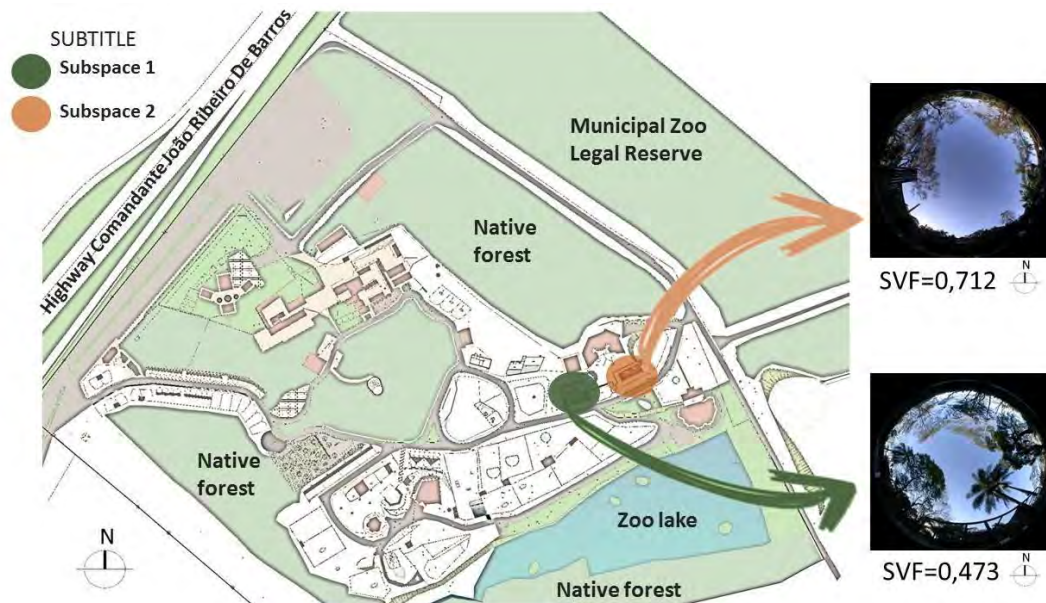 SUBTITLE
Subspace 1
Subspace 2
Highway Comandante João Ribeiro De Barros
Municipal Zoo
Legal Reserve
Native
forest
N
SVF=0,712
Native
forest
Zoo lake
N
Native forest
N
SVF=0,473